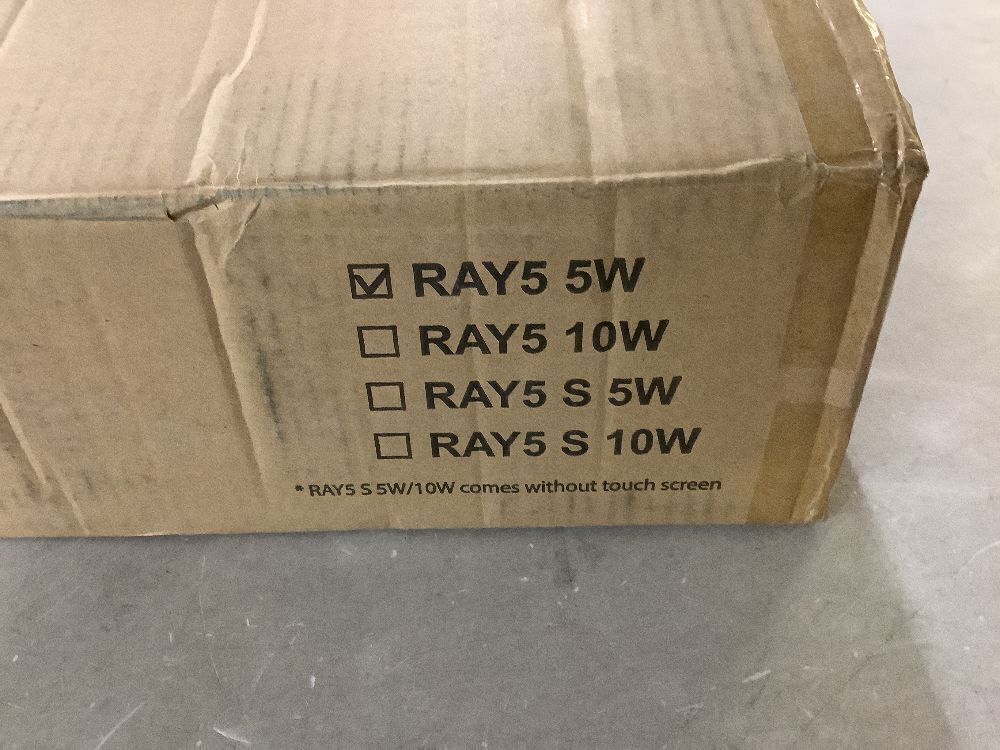 ☑ RAY5 5W
☐ RAY5 10W
☐ RAY5 S 5W
☐ RAY5 S 10W
* RAY5 S 5W/10W comes without touch screen